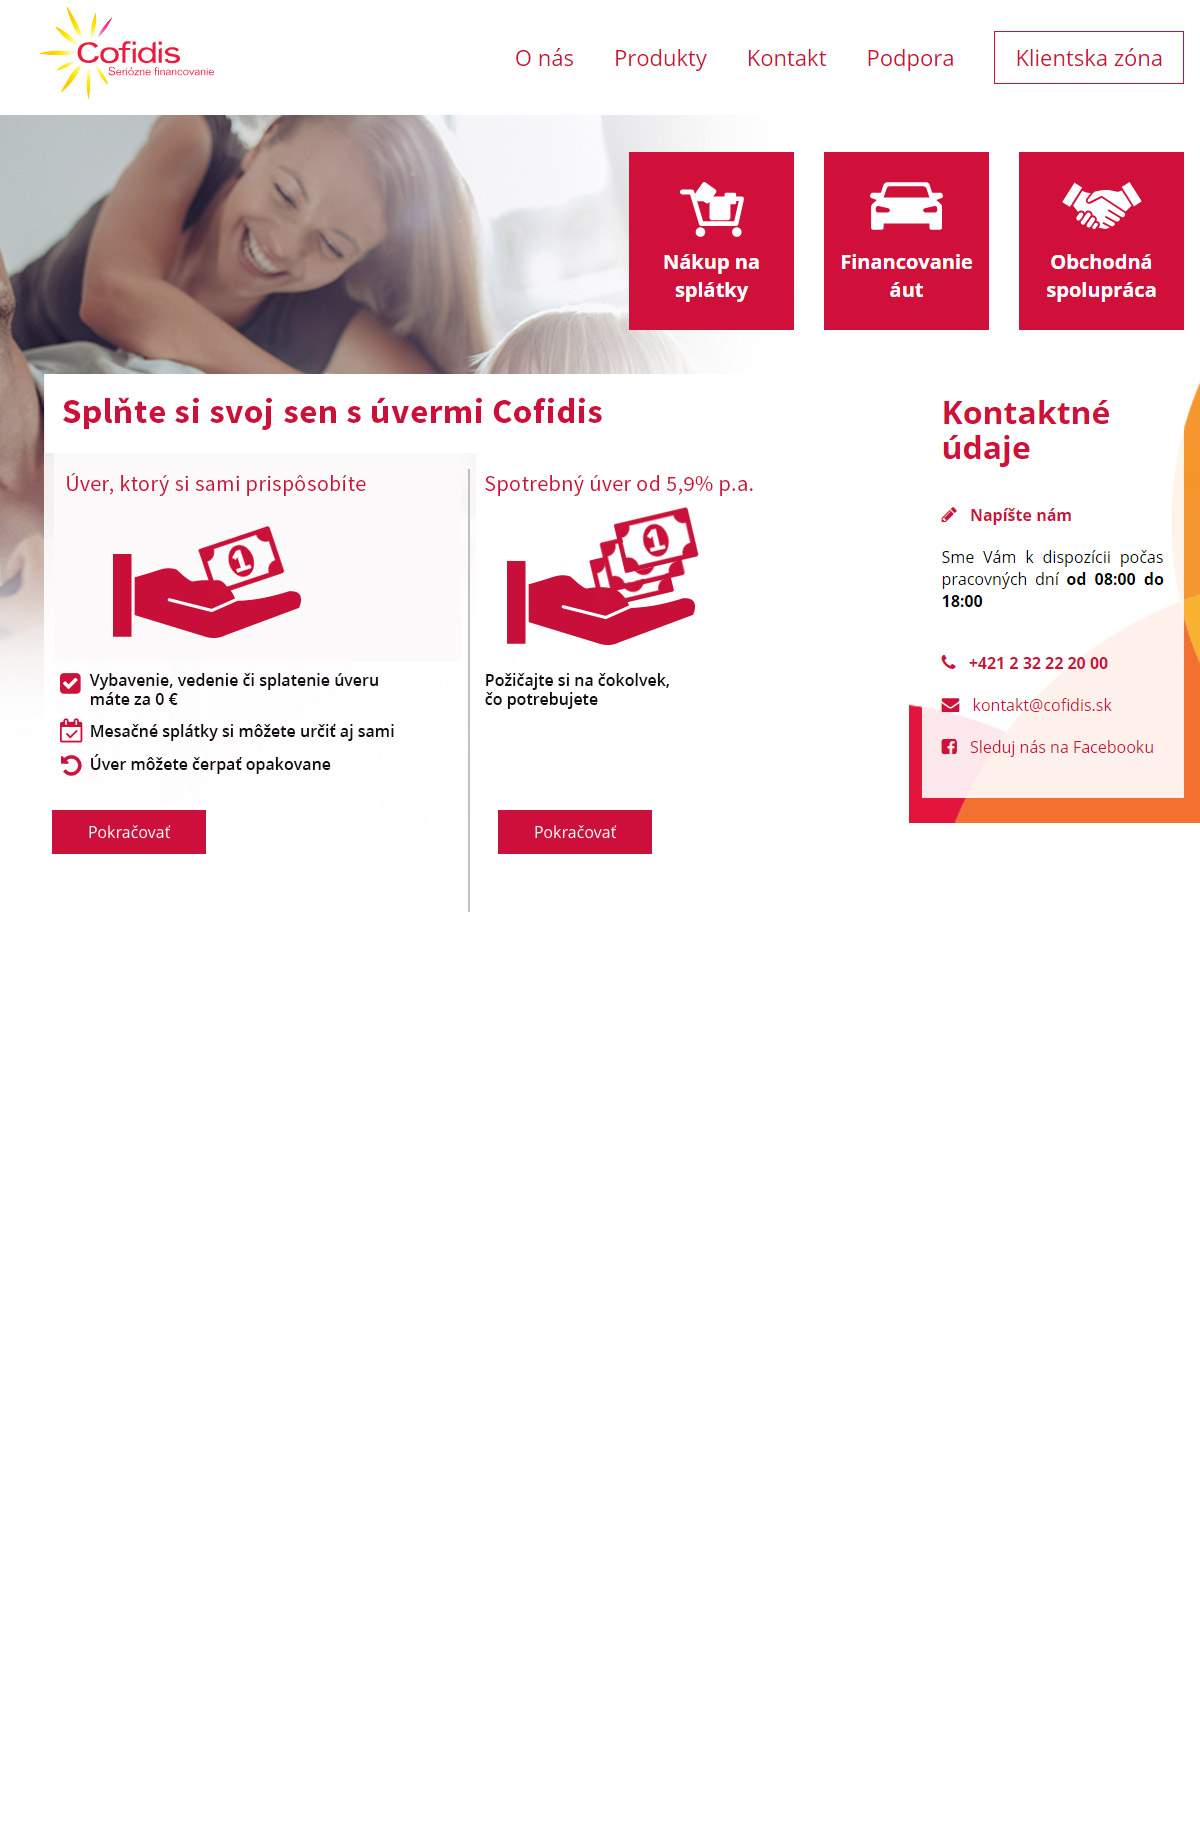 Cofidis
Seriózne financovanie
O nás
Produkty
Kontakt
Podpora
Klientska zóna
Nákup na
splátky
Financovanie
áut
Obchodná
spolupráca
Splňte si svoj sen s úvermi Cofidis
Úver, ktorý si sami prispôsobíte
1
Vybavenie, vedenie či splatenie úveru
máte za 0 €
Mesačné splátky si môžete určiť aj sami
Úver môžete čerpať opakovane
Pokračovať
Spotrebný úver od 5,9% p.a.
1
Požičajte si na čokolvek,
čo potrebujete
Pokračovať
Kontaktné
údaje
Napíšte nám
Sme Vám k dispozícii počas
pracovných dní od 08:00 do
18:00
+421 2 32 22 20 00
kontakt@cofidis.sk
Sleduj nás na Facebooku